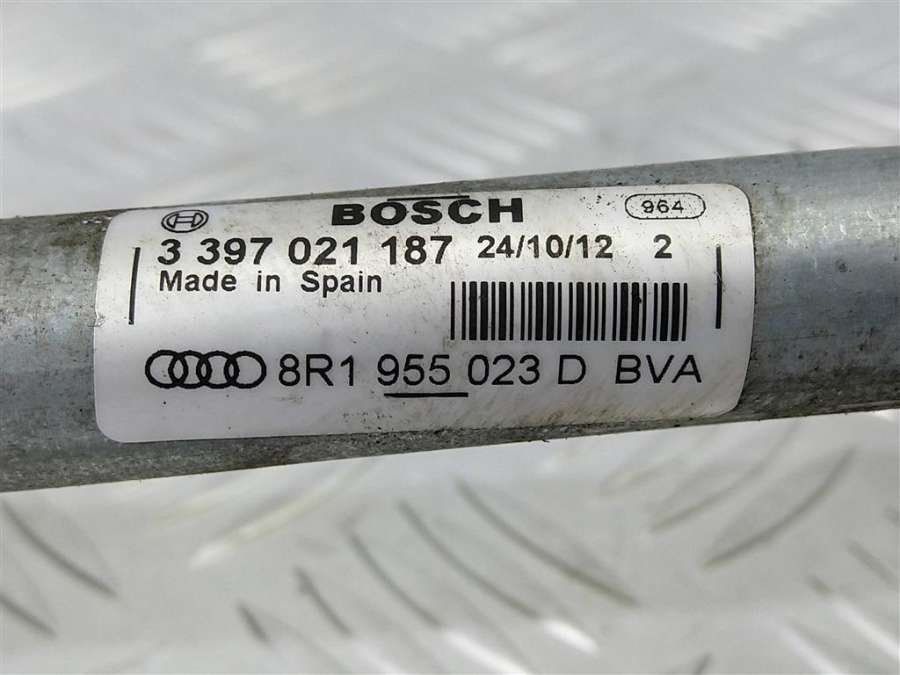 BOSCH 964
3 397 021 187 24/10/12 2
Made in Spain
8R1 955 023 D BVA